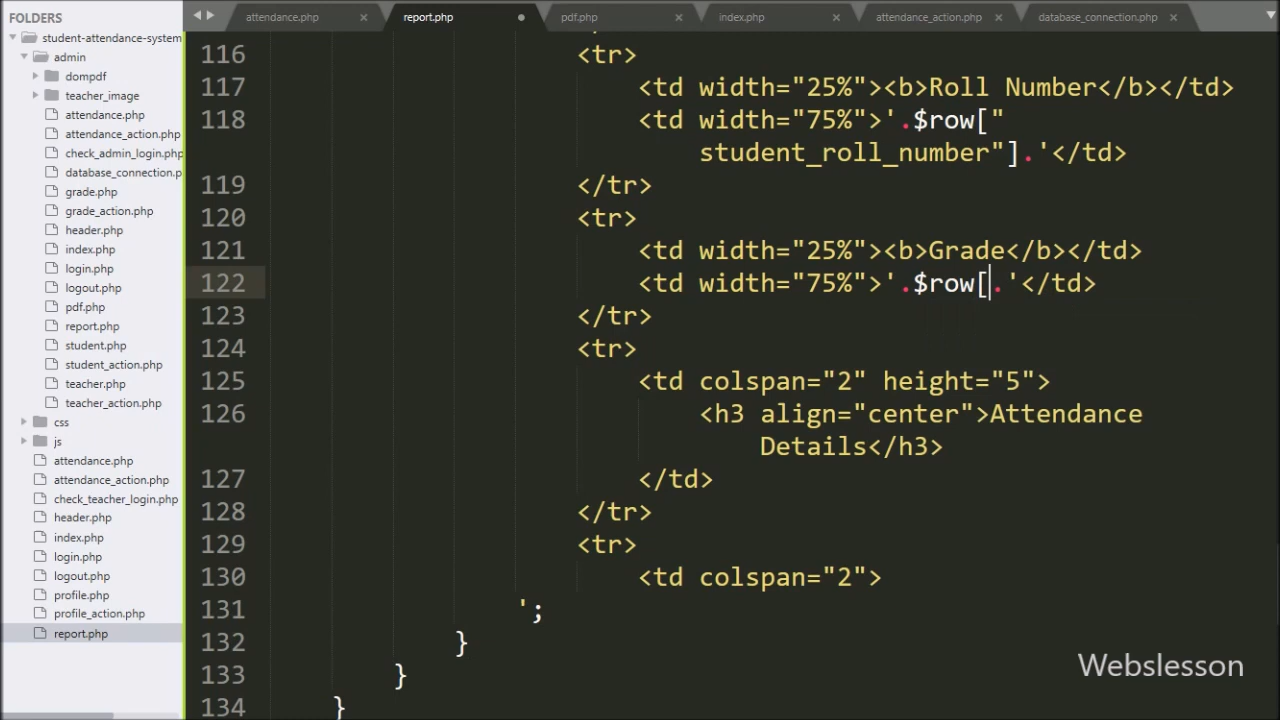 FOLDERS
student-attendance-system
admin
dompdf
teacher_image
attendance.php
attendance_action.php
check_admin_login.php
database_connection.p
grade.php
grade_action.php
header.php
index.php
login.php
logout.php
pdf.php
report.php
student.php
student_action.php
teacher.php
teacher_action.php
css
js
attendance.php
attendance_action.php
check_teacher_login.php
header.php
index.php
login.php
logout.php
profile.php
profile_action.php
report.php
attendance.php × report.php pdf.php × index.php × attendance_action.php × database_connection.php ×
116 <tr>
117 <td width="25%"><b>Roll Number</b></td>
118 <td width="75%">'.$row["
student_roll_number"].'</td>
119 </tr>
120 <tr>
121 <td width="25%"><b>Grade</b></td>
122 <td width="75%">'.$row[.'</td>
123 </tr>
124 <tr>
125 <td colspan="2" height="5">
126 <h3 align="center">Attendance
Details</h3>
127 </td>
128 </tr>
129 <tr>
130 <td colspan="2">
131 ';
132 }
133 }
134 }
Webslesson